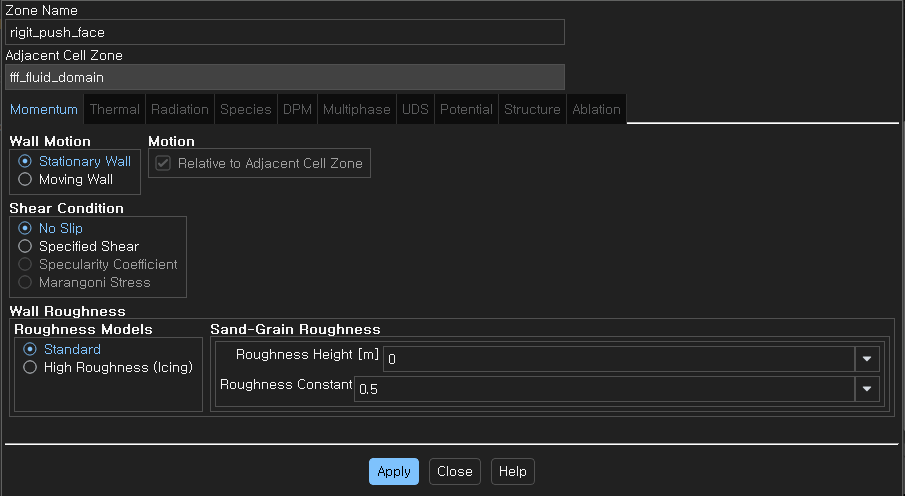 Zone Name
rigit_push_face
Adjacent Cell Zone
fff_fluid_domain
Momentum Thermal Radiation Species DPM Multiphase UDS Potential Structure Ablation
Wall Motion Motion
Stationary Wall Relative to Adjacent Cell Zone
Moving Wall
Shear Condition
No Slip
Specified Shear
Specularity Coefficient
Marangoni Stress
Wall Roughness
Roughness Models Sand-Grain Roughness
Standard Roughness Height [m] 0
High Roughness (Icing)
Roughness Constant 0.5
Apply Close Help